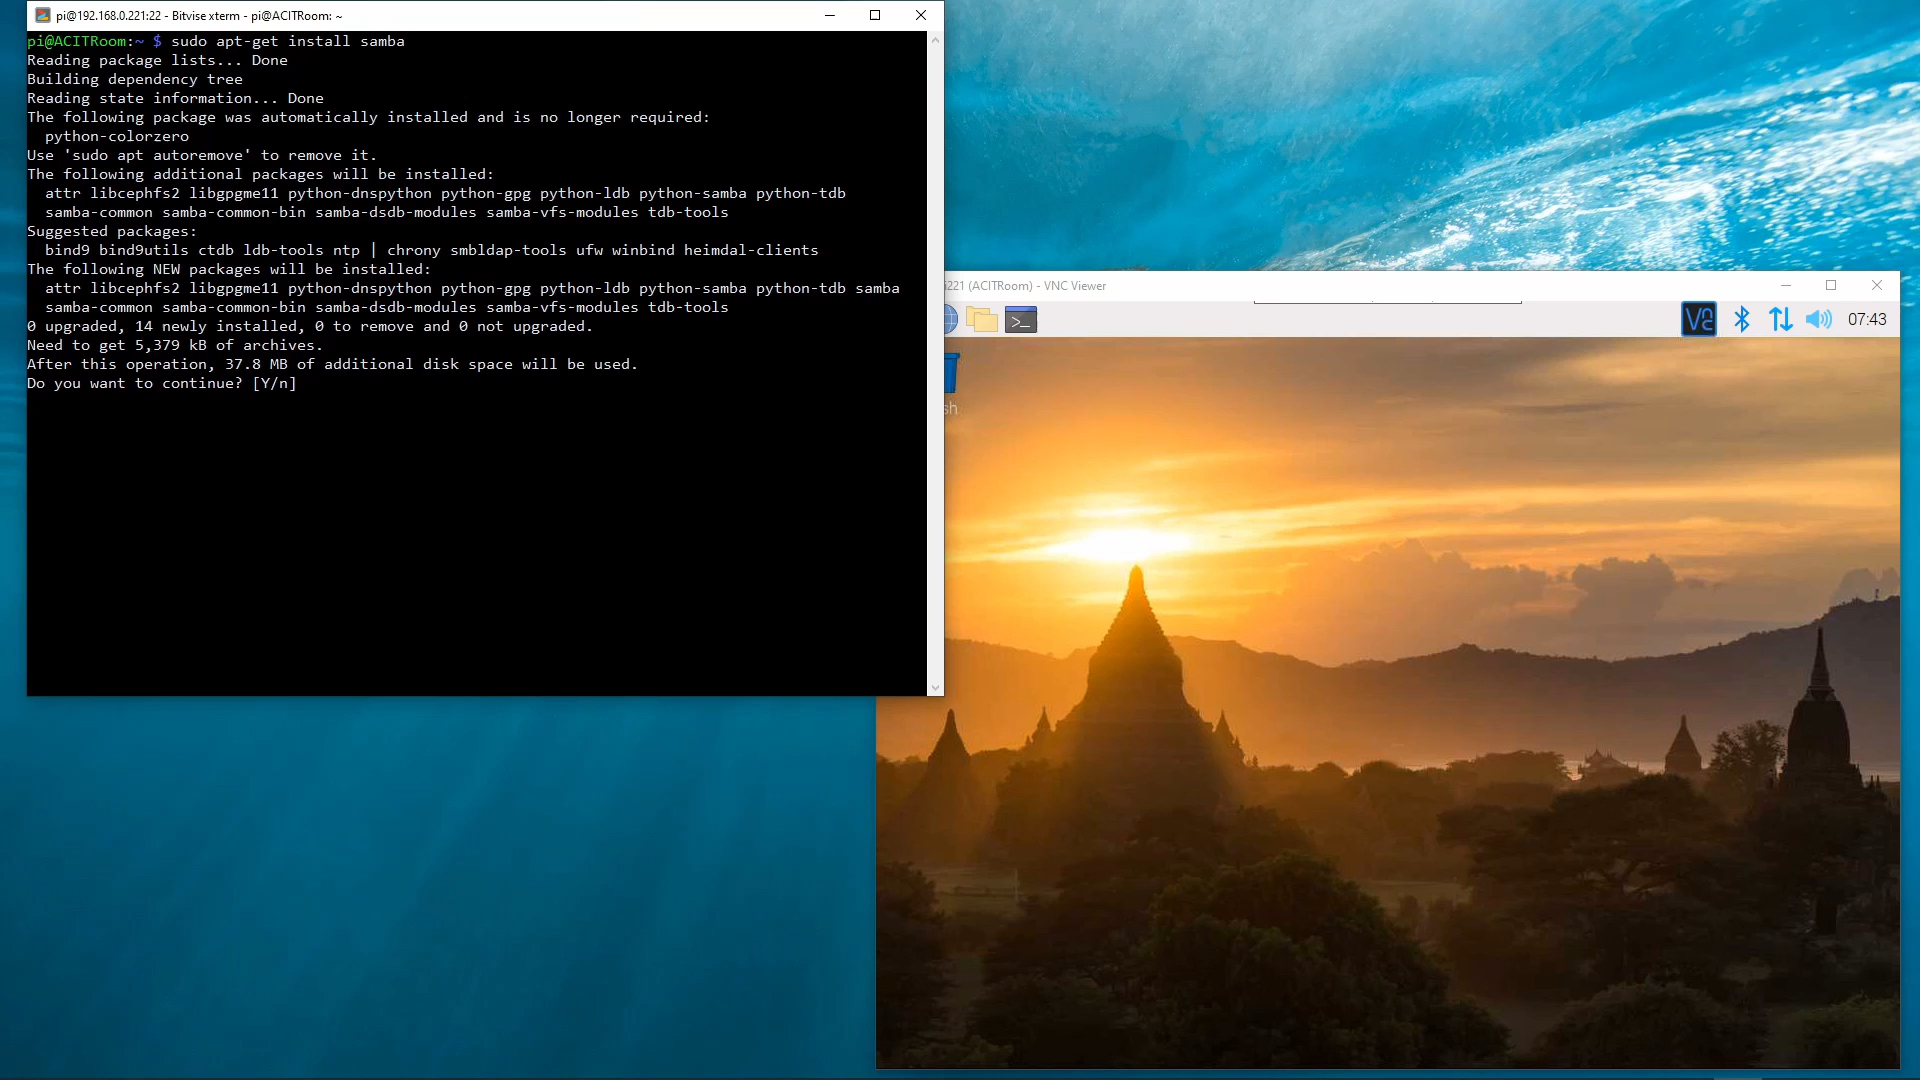 pi@192.168.0.221:22 - Bitvise xterm - pi@ACITRoom: ~
pi@ACITRoom:~ $ sudo apt-get install samba
Reading package lists... Done
Building dependency tree
Reading state information... Done
The following package was automatically installed and is no longer required:
python-colorzero
Use 'sudo apt autoremove' to remove it.
The following additional packages will be installed:
attr libcephfs2 libgpgme11 python-dnspython python-gpg python-ldb python-samba python-tdb
samba-common samba-common-bin samba-dsdb-modules samba-vfs-modules tdb-tools
Suggested packages:
bind9 bind9utils ctdb ldb-tools ntp | chrony smbldap-tools ufw winbind heimdal-clients
The following NEW packages will be installed:
attr libcephfs2 libgpgme11 python-dnspython python-gpg python-ldb python-samba python-tdb samba
samba-common samba-common-bin samba-dsdb-modules samba-vfs-modules tdb-tools
0 upgraded, 14 newly installed, 0 to remove and 0 not upgraded.
Need to get 5,379 kB of archives.
After this operation, 37.8 MB of additional disk space will be used.
Do you want to continue? [Y/n]
i221 (ACITRoom) - VNC Viewer
>_
07:43
sh